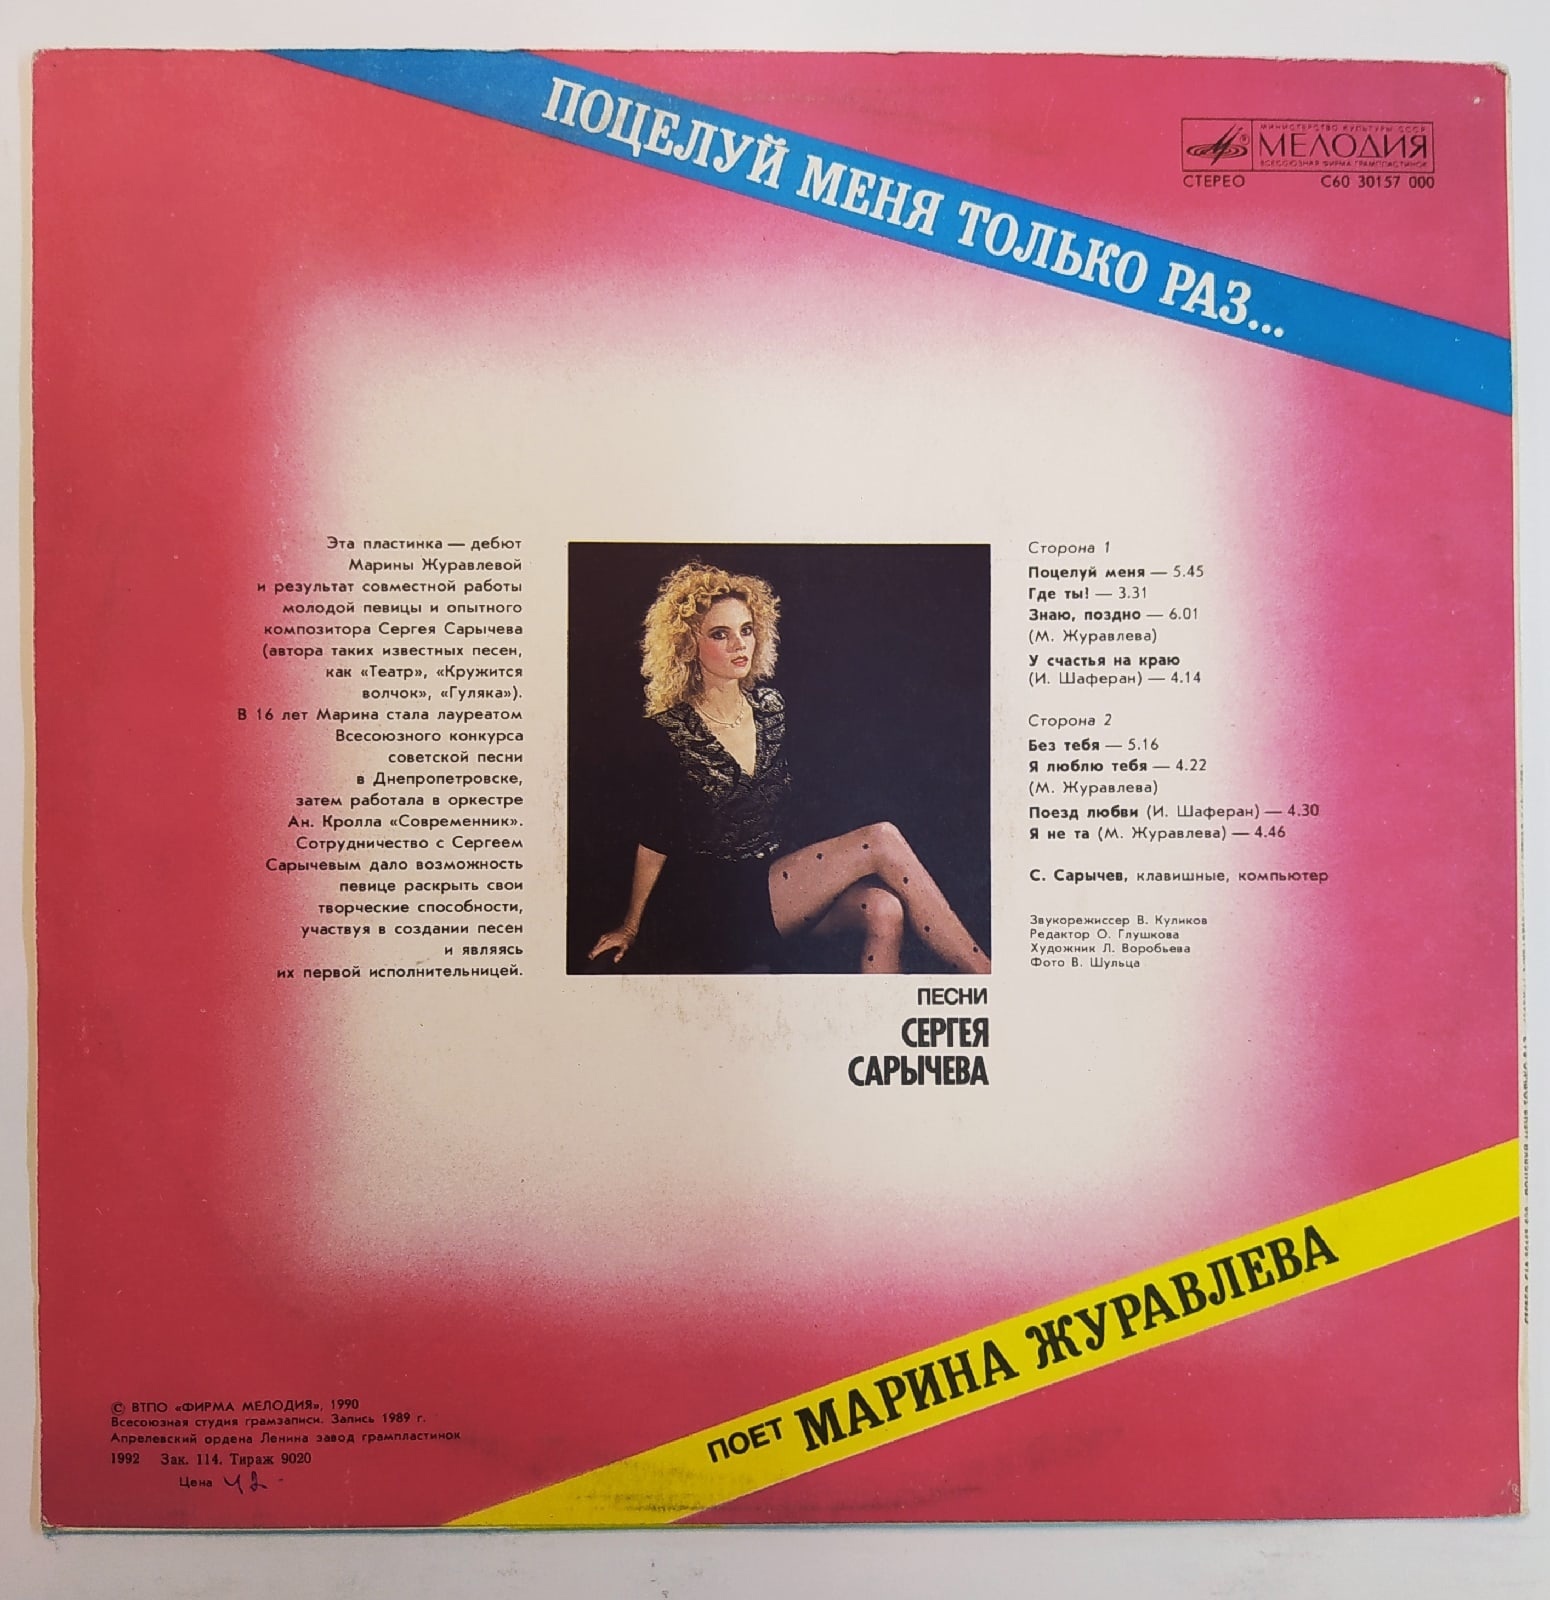 ПОЦЕЛУЙ МЕНЯ ТОЛЬКО РАЗ...
МИНИСТЕРСТВО КУЛЬТУРЫ СССР
МЕЛОДИЯ
ВСЕСОЮЗНАЯ ФИРМА ГРАМПЛАСТИНОК
СТЕРЕО С60 30157 000
Эта пластинка — дебют
Марины Журавлевой
и результат совместной работы
молодой певицы и опытного
композитора Сергея Сарычева
(автора таких известных песен,
как «Театр», «Кружится
волчок», «Гуляка»).
В 16 лет Марина стала лауреатом
Всесоюзного конкурса
советской песни
в Днепропетровске,
затем работала в оркестре
Ан. Кролла «Современник».
Сотрудничество с Сергеем
Сарычевым дало возможность
певице раскрыть свои
творческие способности,
участвуя в создании песен
и являясь
их первой исполнительницей.
ПЕСНИ
СЕРГЕЯ
САРЫЧЕВА
Сторона 1
Поцелуй меня — 5.45
Где ты! — 3.31
Знаю, поздно — 6.01
(М. Журавлева)
У счастья на краю
(И. Шаферан) — 4.14
Сторона 2
Без тебя — 5.16
Я люблю тебя — 4.22
(М. Журавлева)
Поезд любви (И. Шаферан) — 4.30
Я не та (М. Журавлева) — 4.46
С. Сарычев, клавишные, компьютер
Звукорежиссер В. Куликов
Редактор О. Глушкова
Художник Л. Воробьева
Фото В. Шульца
ПОЕТ МАРИНА ЖУРАВЛЕВА
© ВТПО «ФИРМА МЕЛОДИЯ», 1990
Всесоюзная студия грамзаписи. Запись 1989 г.
Апрелевский ордена Ленина завод грампластинок
1992 Зак. 114. Тираж 9020
Цена